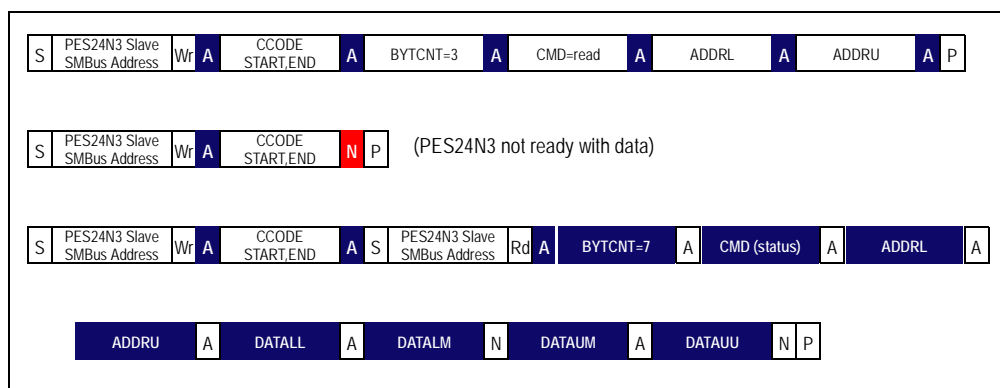 S PES24N3 Slave SMBus Address Wr A CCODE START,END A BYTCNT=3 A CMD=read A ADDRL A ADDRU A P
S PES24N3 Slave SMBus Address Wr A CCODE START,END N P (PES24N3 not ready with data)
S PES24N3 Slave SMBus Address Wr A CCODE START,END A S PES24N3 Slave SMBus Address Rd A BYTCNT=7 A CMD (status) A ADDRL A
ADDRU A DATALL A DATALM N DATAUM A DATAUU N P